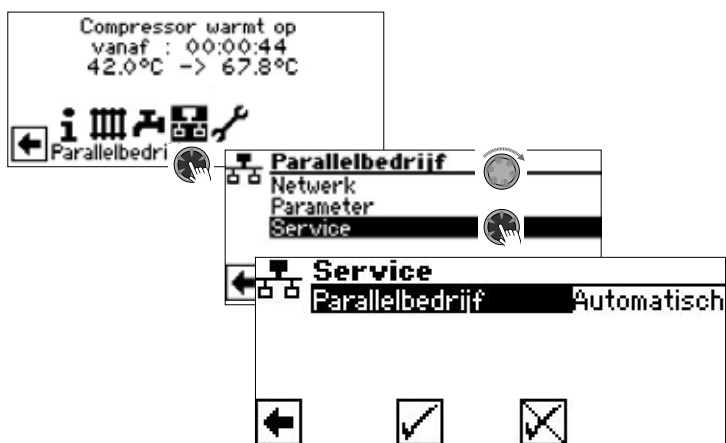 Compressor warmt op
vanaf : 00:00:44
42.0°C -> 67.8°C
Parallelbedri
Parallelbedrijf
Netwerk
Parameter
Service
Service
Parallelbedrijf Automatisch